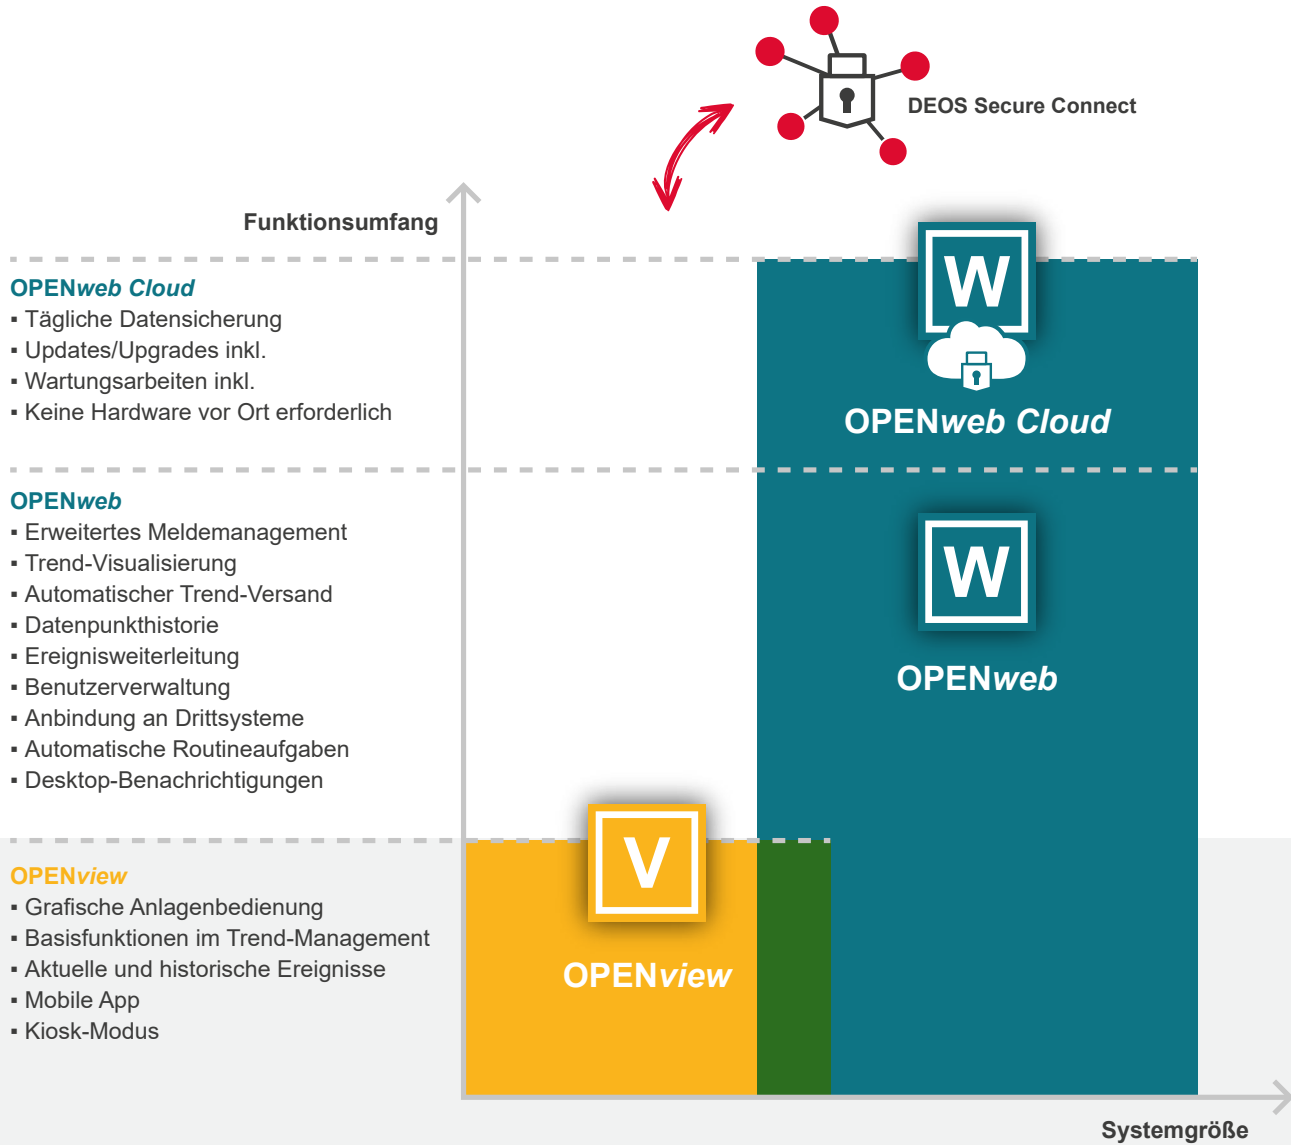 DEOS Secure Connect
Funktionsumfang
OPENweb Cloud
▪ Tägliche Datensicherung
▪ Updates/Upgrades inkl.
▪ Wartungsarbeiten inkl.
▪ Keine Hardware vor Ort erforderlich
W
OPENweb Cloud
OPENweb
▪ Erweitertes Meldemanagement
▪ Trend-Visualisierung
▪ Automatischer Trend-Versand
▪ Datenpunkthistorie
▪ Ereignisweiterleitung
▪ Benutzerverwaltung
▪ Anbindung an Drittsysteme
▪ Automatische Routineaufgaben
▪ Desktop-Benachrichtigungen
W
OPENweb
OPENview
▪ Grafische Anlagenbedienung
▪ Basisfunktionen im Trend-Management
▪ Aktuelle und historische Ereignisse
▪ Mobile App
▪ Kiosk-Modus
V
OPENview
Systemgröße